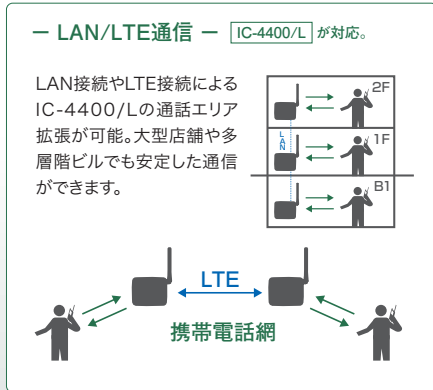 ー LAN/LTE通信 ー IC-4400/L が対応。
LAN接続やLTE接続による
IC-4400/Lの通話エリア
拡張が可能。大型店舗や多
層階ビルでも安定した通信
ができます。
2F
LAN
1F
B1
LTE
携帯電話網